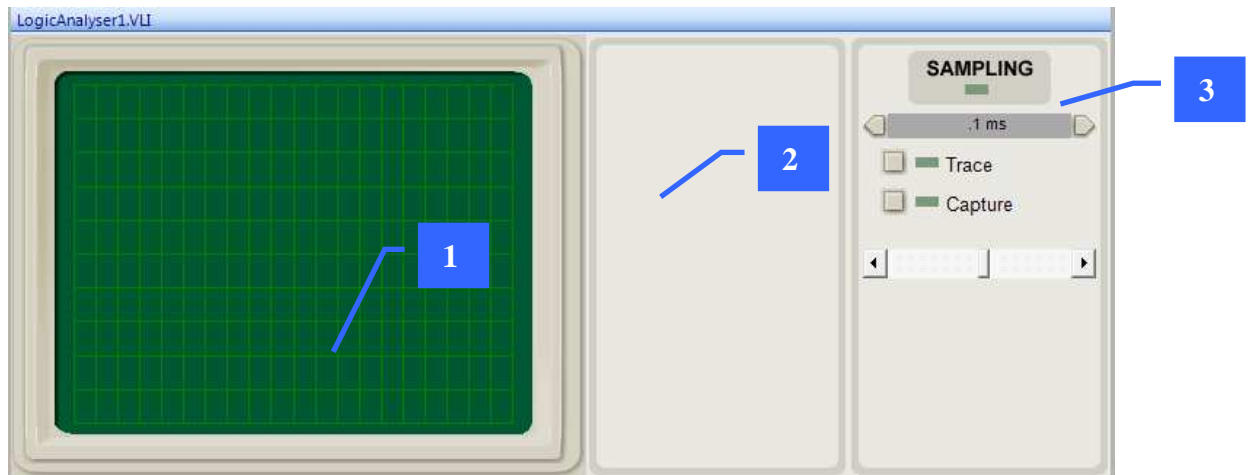 LogicAnalyser1.VLI
SAMPLING
.1 ms
Trace
Capture
1
2
3